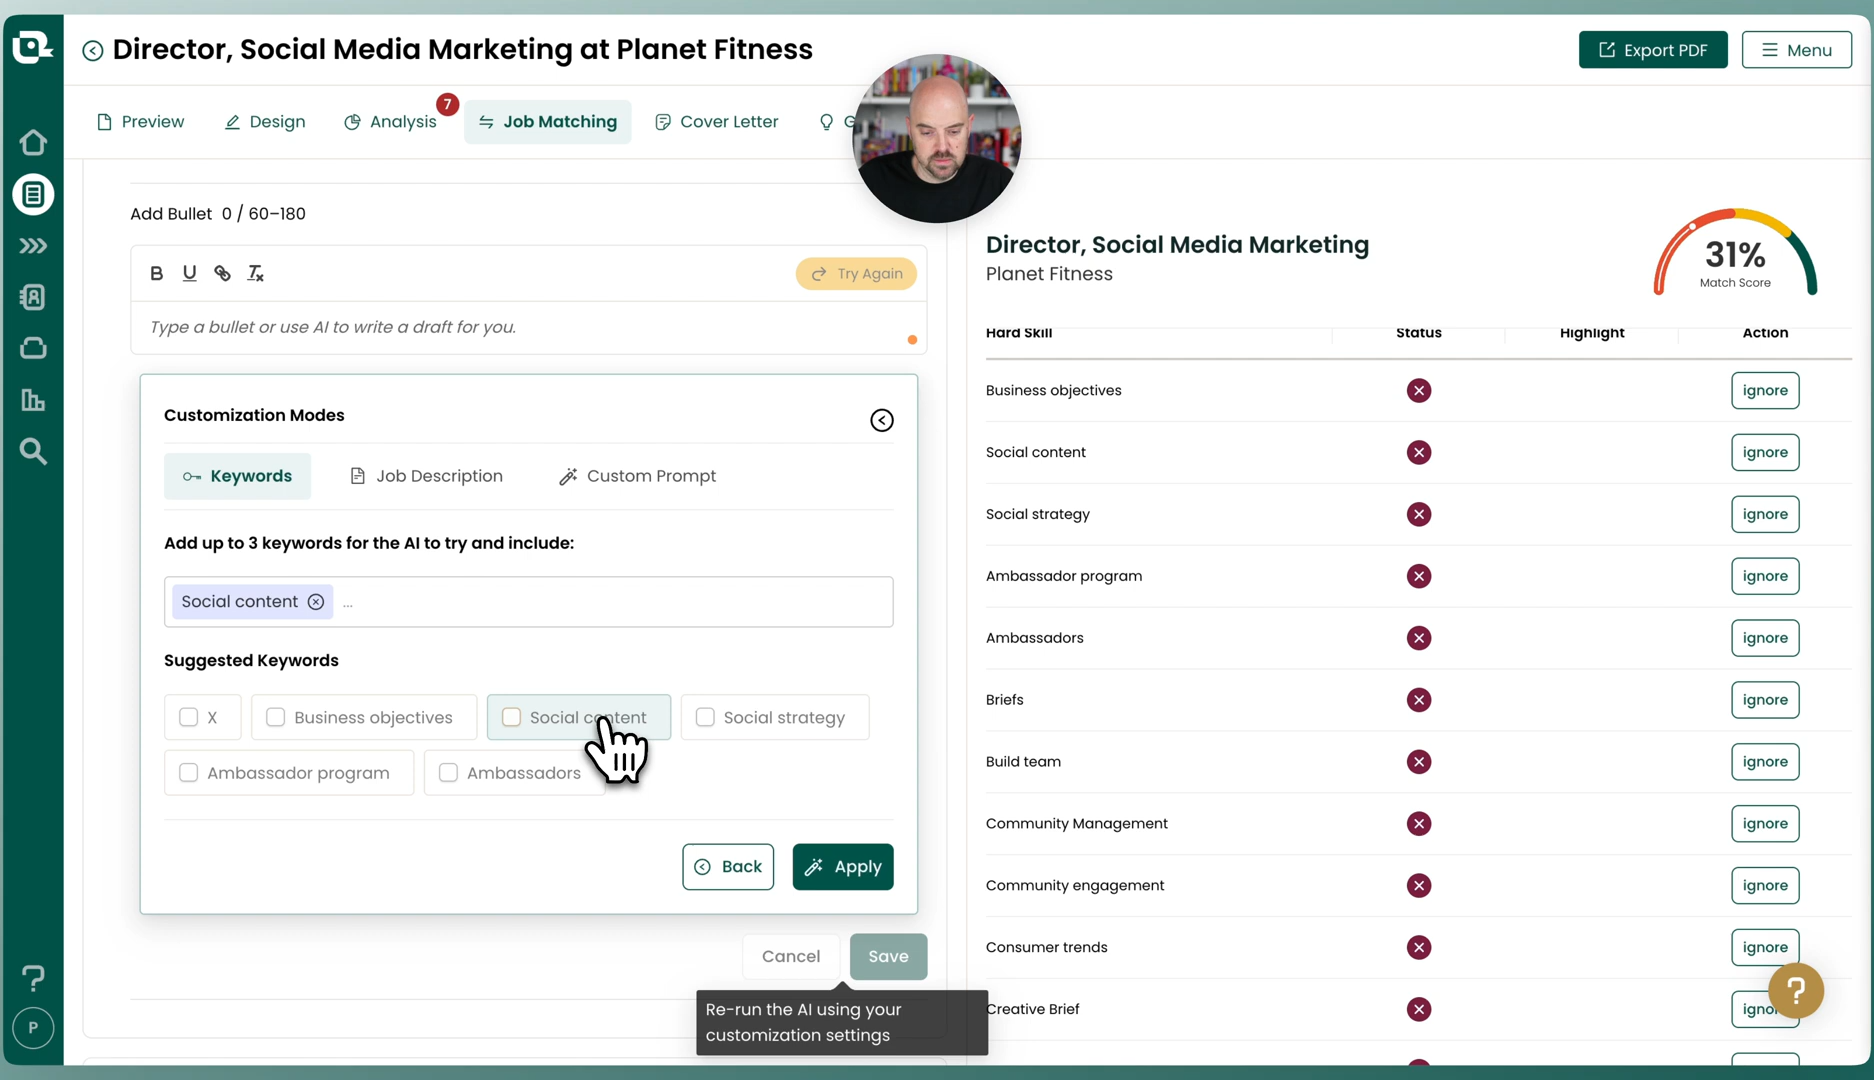 Director, Social Media Marketing at Planet Fitness
Export PDF
Menu
Preview
Design
Analysis
7
Job Matching
Cover Letter
G
Add Bullet 0 / 60–180
B U
Try Again
Type a bullet or use AI to write a draft for you.
Customization Modes
Keywords
Job Description
Custom Prompt
Add up to 3 keywords for the AI to try and include:
Social content ...
Suggested Keywords
X
Business objectives
Social content
Social strategy
Ambassador program
Ambassadors
Back
Apply
Cancel
Save
Re-run the AI using your
customization settings
Director, Social Media Marketing
Planet Fitness
31%
Match Score
Hard Skill Status Highlight Action
Business objectives ignore
Social content ignore
Social strategy ignore
Ambassador program ignore
Ambassadors ignore
Briefs ignore
Build team ignore
Community Management ignore
Community engagement ignore
Consumer trends ignore
Creative Brief ignore
?
?
P